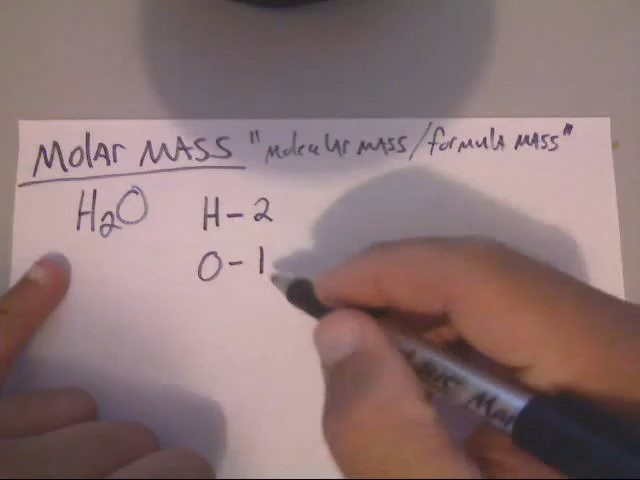 MOLAR MASS "molecular mass/formula mass"
H₂O H - 2
O - 1